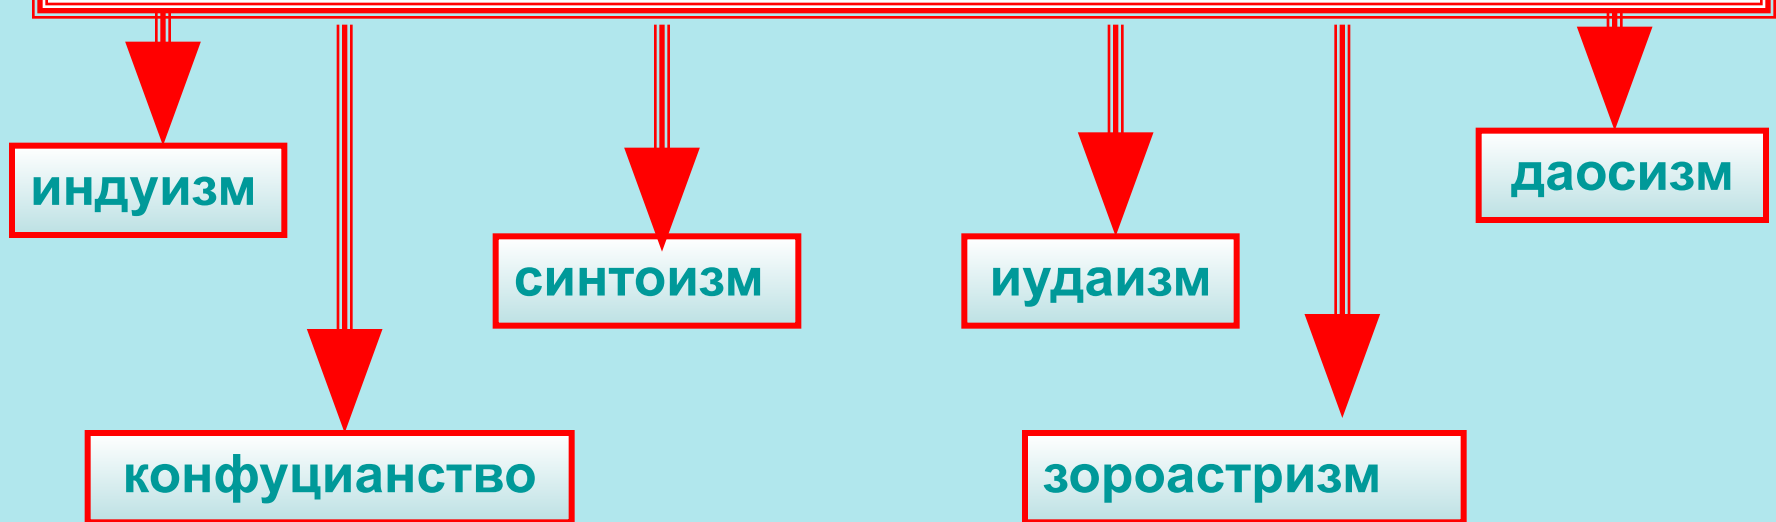 индуизм
даосизм
синтоизм
иудаизм
конфуцианство
зороастризм